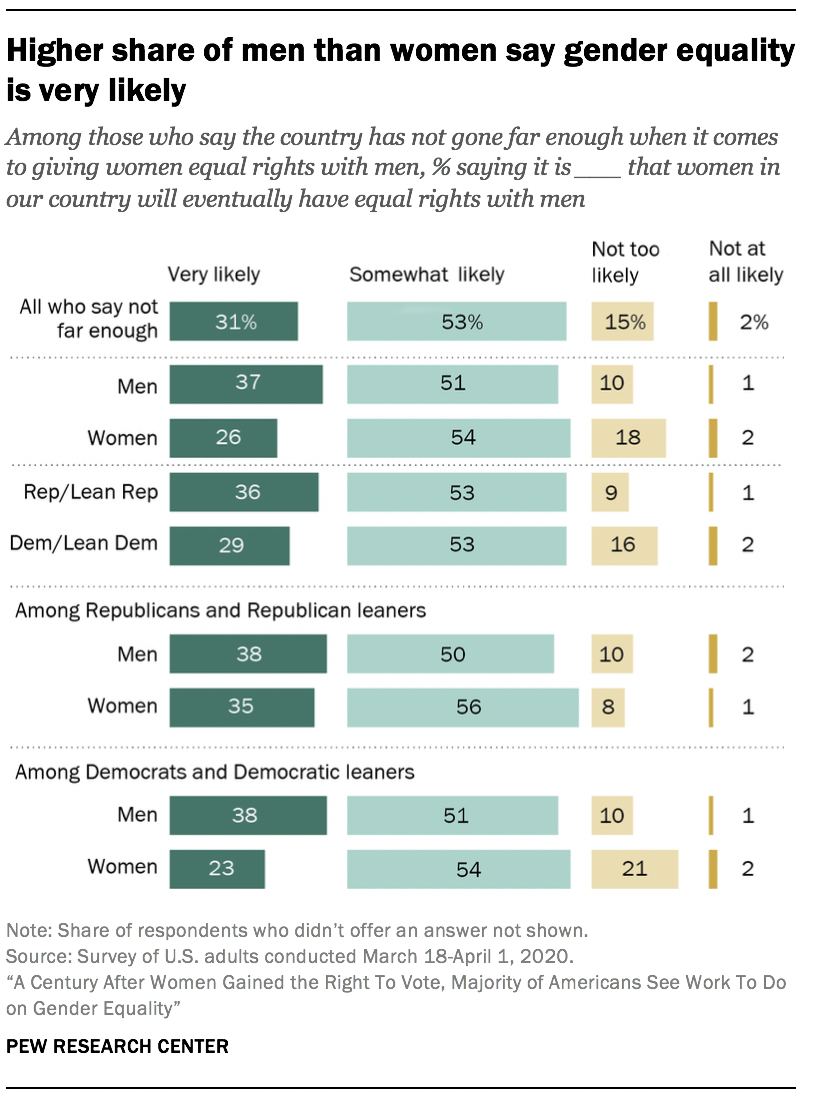 Higher share of men than women say gender equality
is very likely
Among those who say the country has not gone far enough when it comes
to giving women equal rights with men, % saying it is ___ that women in
our country will eventually have equal rights with men
Very likely Somewhat likely Not too likely Not at all likely
All who say not far enough 31% 53% 15% 2%
Men 37 51 10 1
Women 26 54 18 2
Rep/Lean Rep 36 53 9 1
Dem/Lean Dem 29 53 16 2
Among Republicans and Republican leaners
Men 38 50 10 2
Women 35 56 8 1
Among Democrats and Democratic leaners
Men 38 51 10 1
Women 23 54 21 2
Note: Share of respondents who didn’t offer an answer not shown.
Source: Survey of U.S. adults conducted March 18-April 1, 2020.
“A Century After Women Gained the Right To Vote, Majority of Americans See Work To Do
on Gender Equality”
PEW RESEARCH CENTER